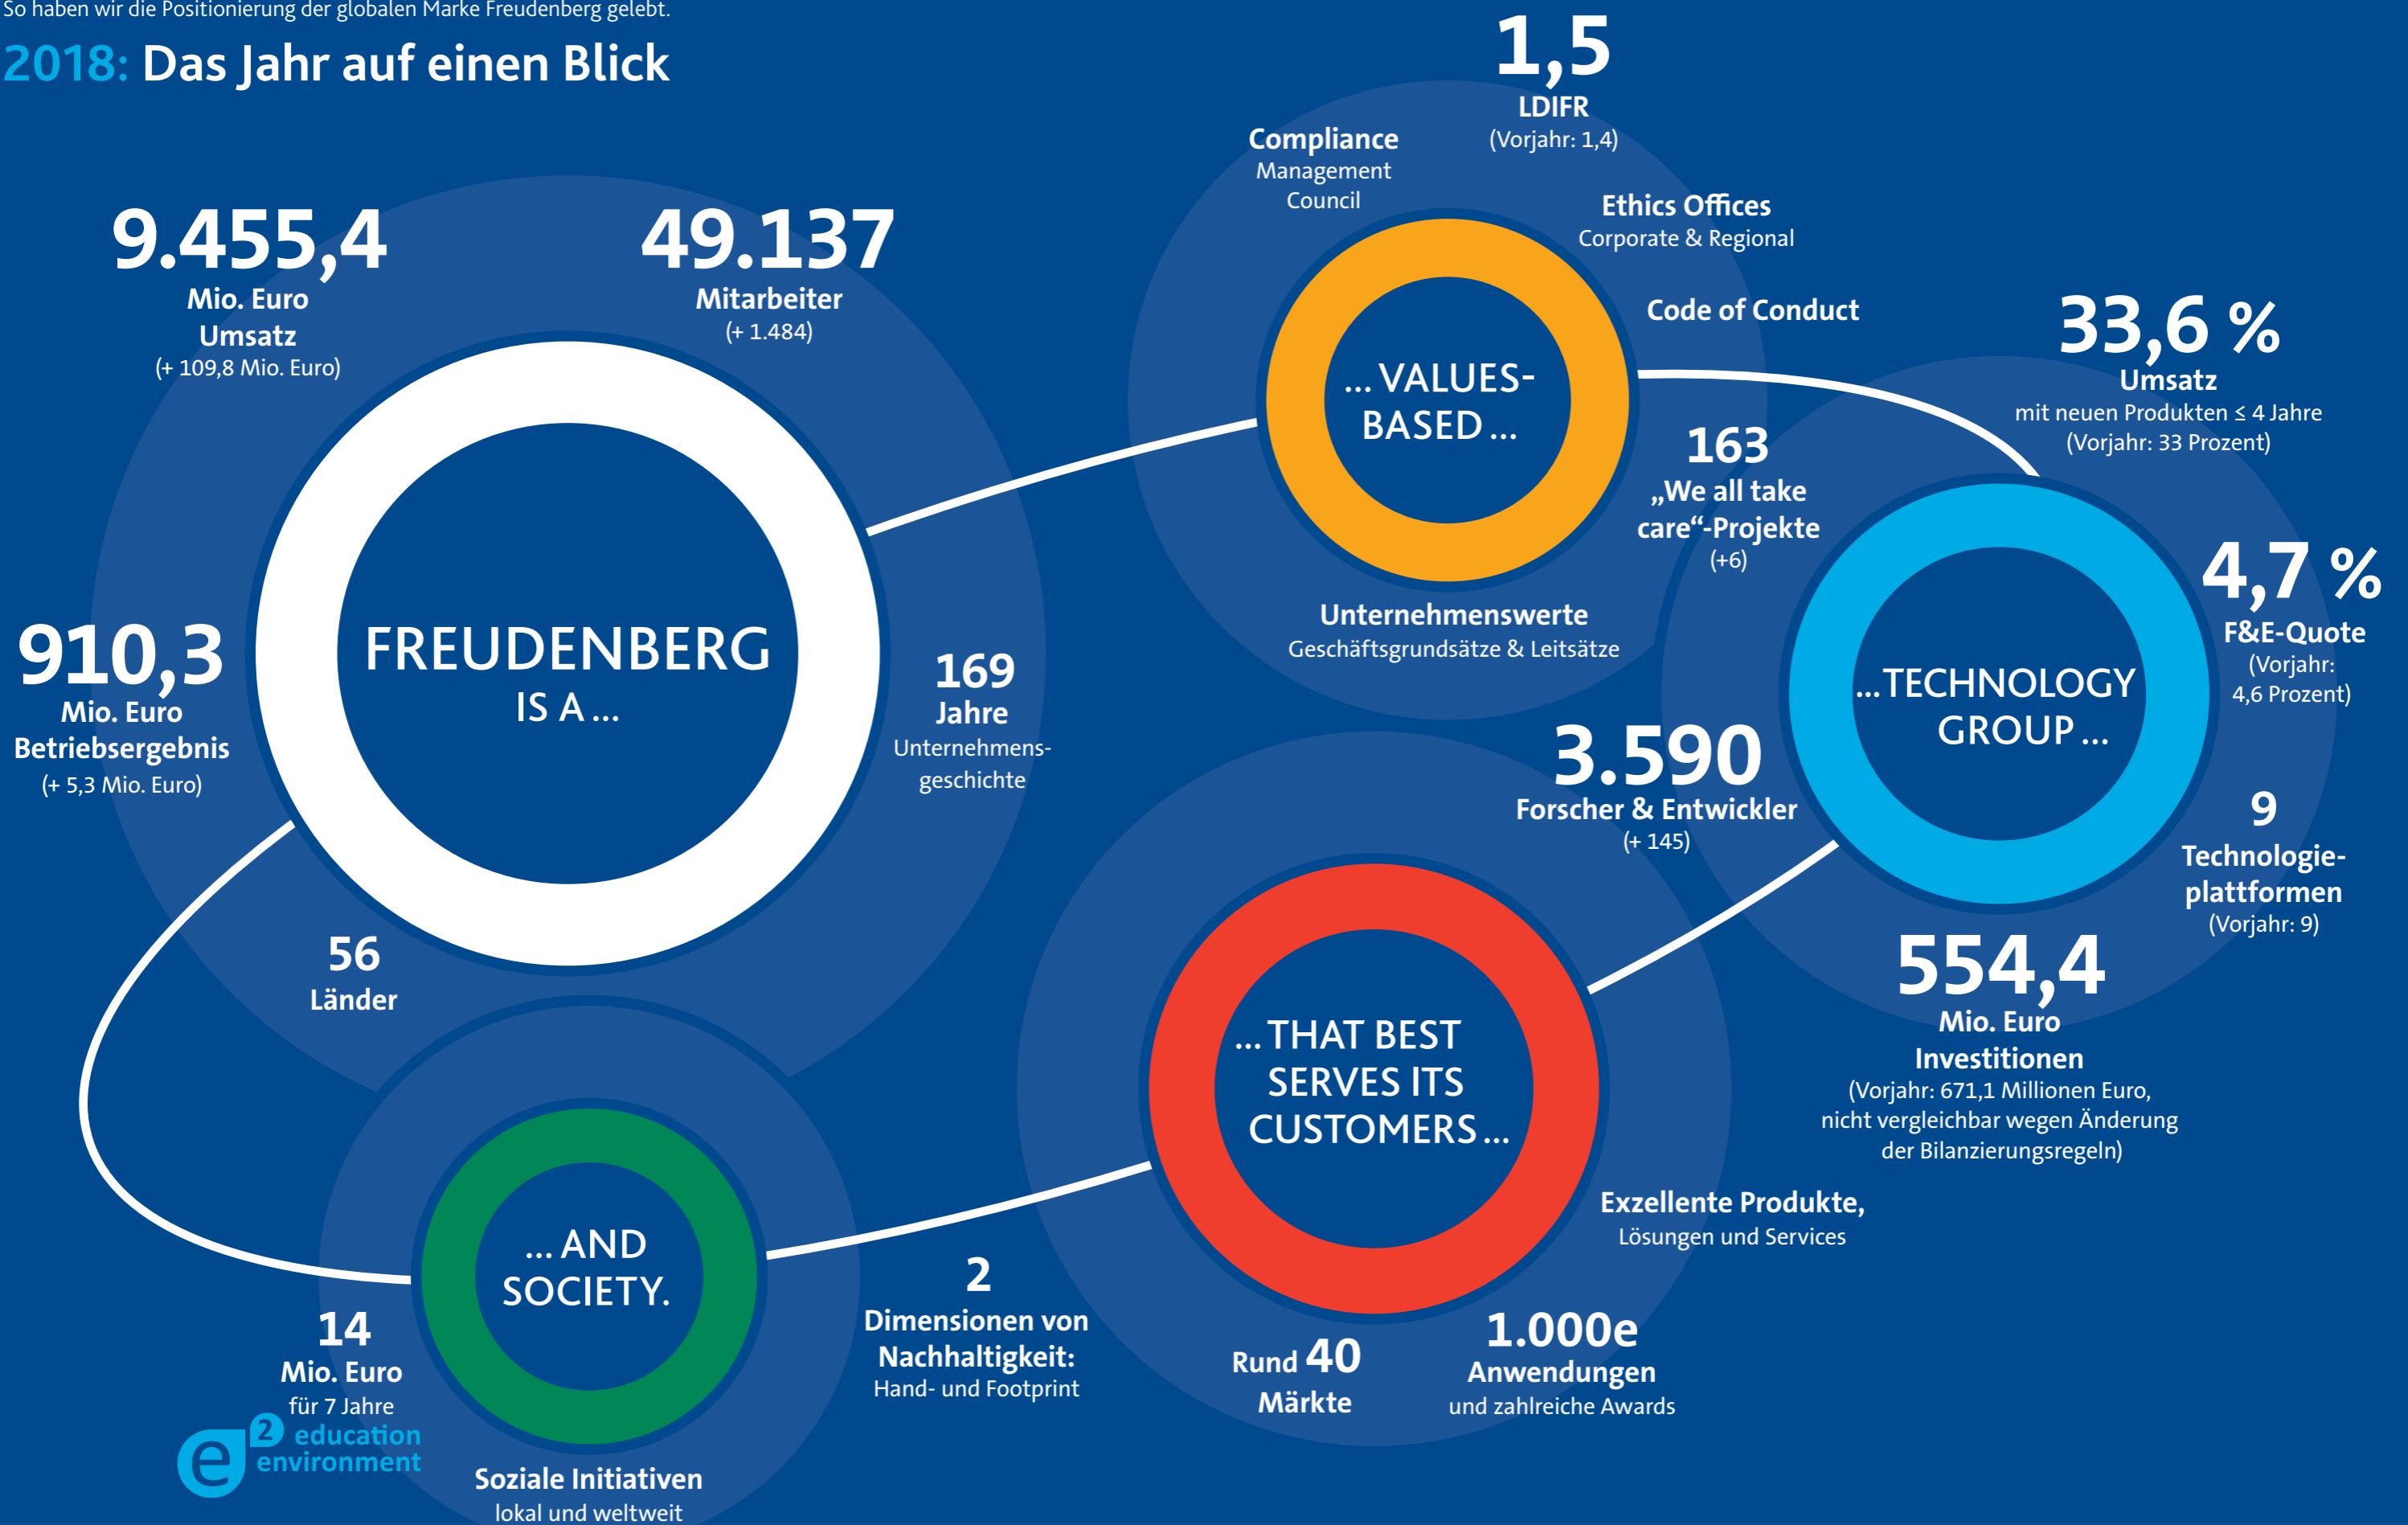 So haben wir die Positionierung der globalen Marke Freudenberg gelebt.
2018: Das Jahr auf einen Blick
9.455,4
Mio. Euro
Umsatz
(+ 109,8 Mio. Euro)
49.137
Mitarbeiter
(+ 1.484)
910,3
Mio. Euro
Betriebsergebnis
(+ 5,3 Mio. Euro)
FREUDENBERG
IS A ...
169
Jahre
Unternehmens-
geschichte
56
Länder
1,5
LDIFR
(Vorjahr: 1,4)
Compliance
Management
Council
Ethics Offices
Corporate & Regional
Code of Conduct
... VALUES-
BASED ...
163
„We all take
care“-Projekte
(+6)
Unternehmenswerte
Geschäftsgrundsätze & Leitsätze
33,6 %
Umsatz
mit neuen Produkten ≤ 4 Jahre
(Vorjahr: 33 Prozent)
4,7 %
F&E-Quote
(Vorjahr:
4,6 Prozent)
...TECHNOLOGY
GROUP ...
3.590
Forscher & Entwickler
(+ 145)
9
Technologie-
plattformen
(Vorjahr: 9)
554,4
Mio. Euro
Investitionen
(Vorjahr: 671,1 Millionen Euro,
nicht vergleichbar wegen Änderung
der Bilanzierungsregeln)
... THAT BEST
SERVES ITS
CUSTOMERS ...
Exzellente Produkte,
Lösungen und Services
1.000e
Anwendungen
und zahlreiche Awards
Rund 40
Märkte
2
Dimensionen von
Nachhaltigkeit:
Hand- und Footprint
... AND
SOCIETY.
14
Mio. Euro
für 7 Jahre
e2 education
environment
Soziale Initiativen
lokal und weltweit